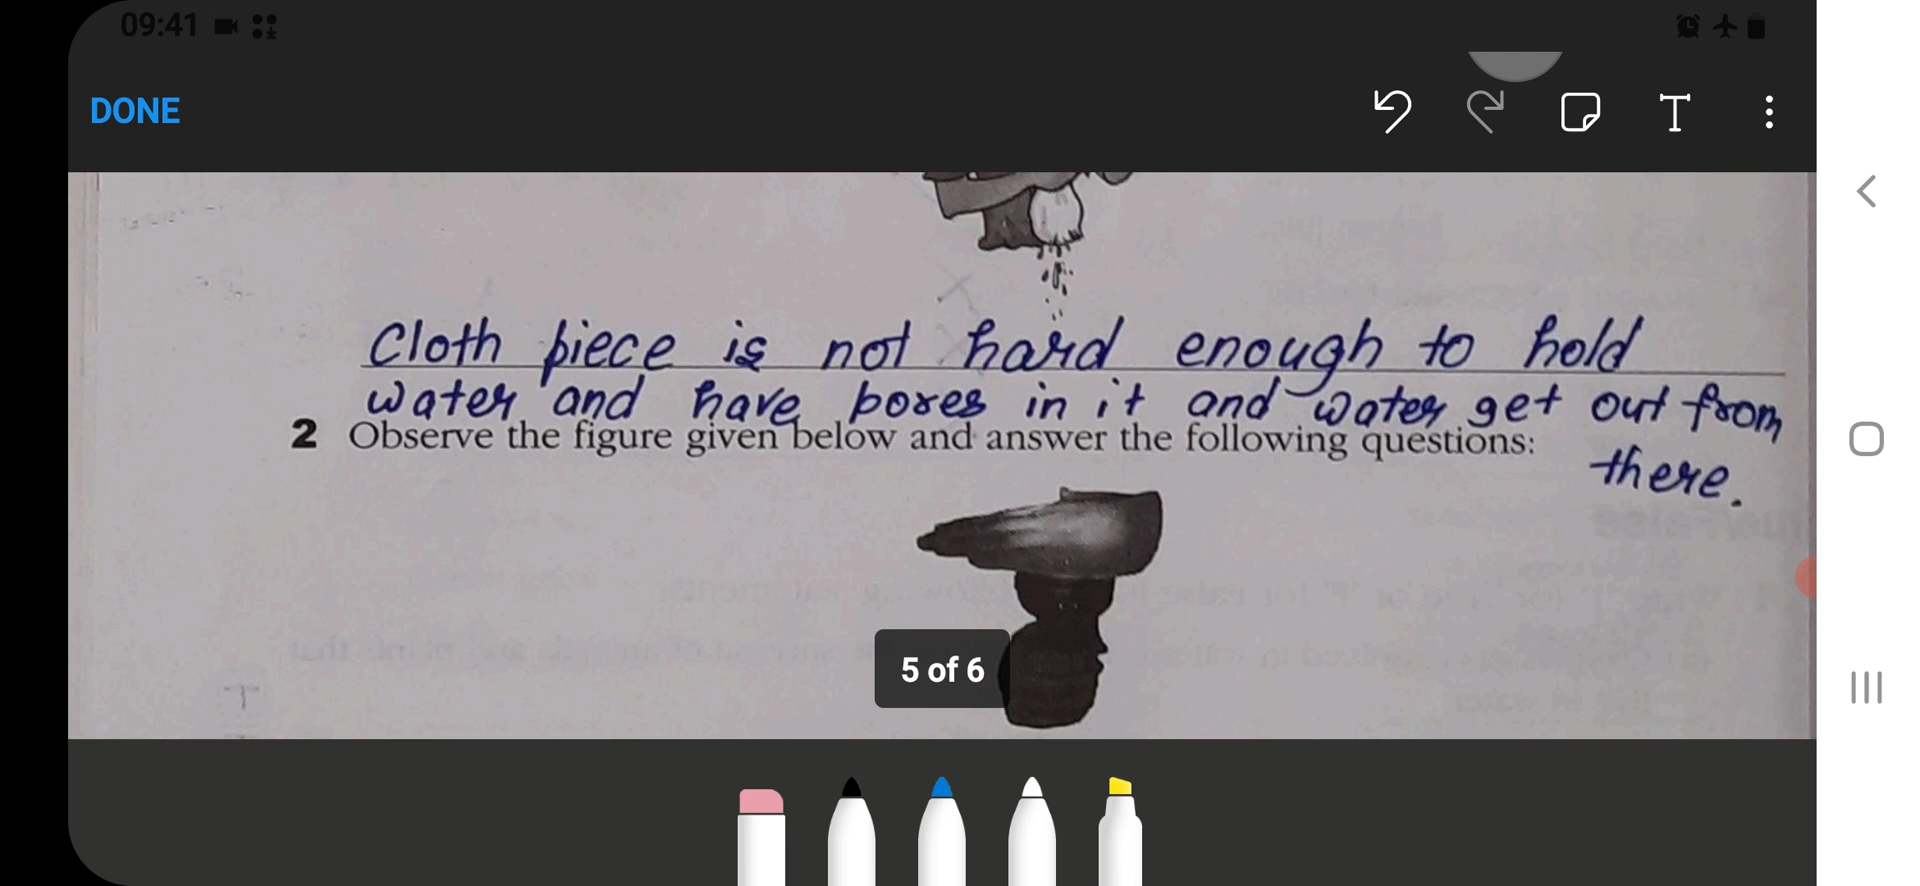 09:41
DONE
T
Cloth piece is not hard enough to hold
water and have pores in it and water get out from
there.
2 Observe the figure given below and answer the following questions:
5 of 6